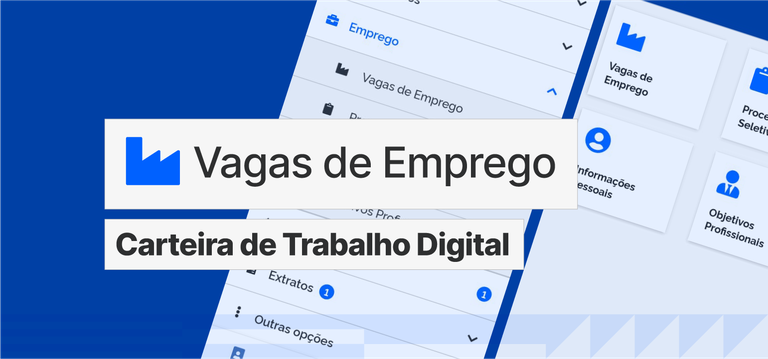 Emprego
Vagas de Emprego
Vagas de Emprego
Carteira de Trabalho Digital
Extratos 1
1
Outras opções
Vagas de
Emprego
Informações
Objetivos
Profissionais